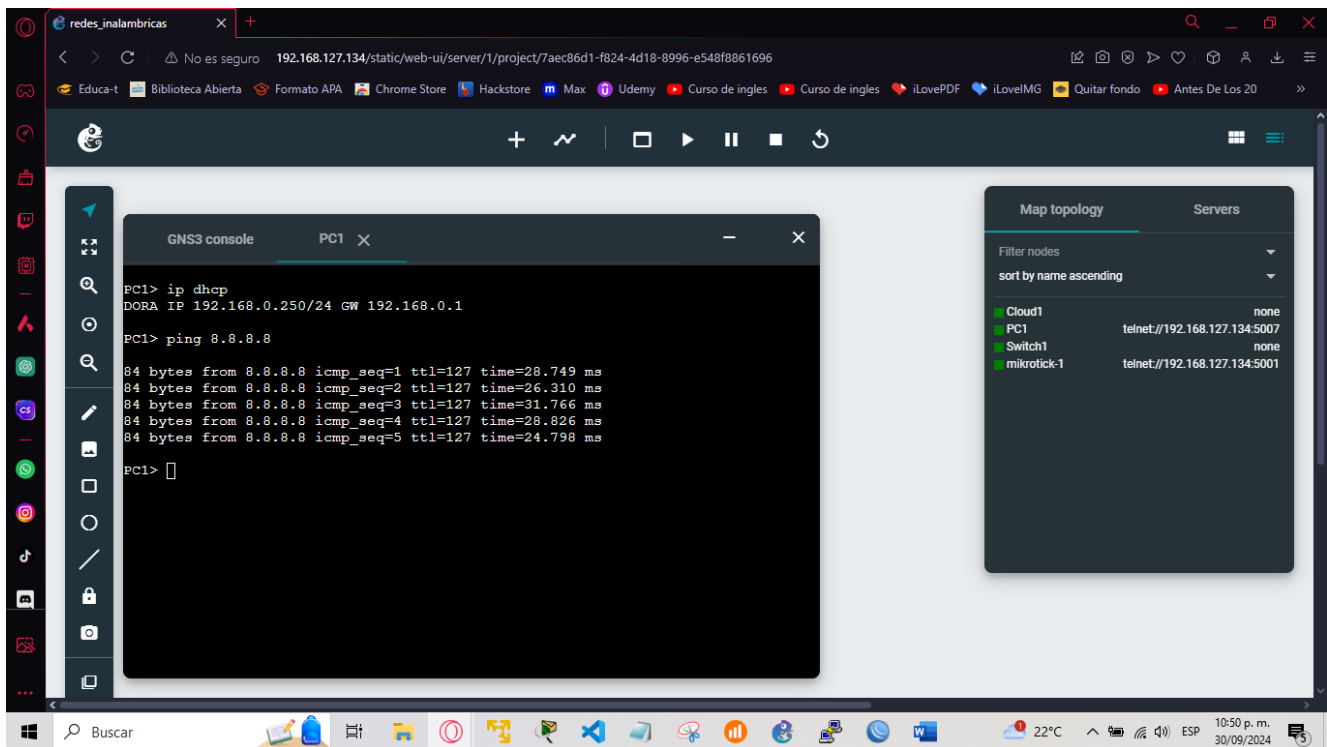 redes_inalambricas
No es seguro 192.168.127.134/static/web-ui/server/1/project/7aec86d1-f824-4d18-8996-e548f8861696
Educa-t Biblioteca Abierta Formato APA Chrome Store Hackstore Max Udemy Curso de ingles Curso de ingles iLovePDF iLoveIMG Quitar fondo Antes De Los 20 »
GNS3 console PC1
PC1> ip dhcp
DORA IP 192.168.0.250/24 GW 192.168.0.1
PC1> ping 8.8.8.8
84 bytes from 8.8.8.8 icmp_seq=1 ttl=127 time=28.749 ms
84 bytes from 8.8.8.8 icmp_seq=2 ttl=127 time=26.310 ms
84 bytes from 8.8.8.8 icmp_seq=3 ttl=127 time=31.766 ms
84 bytes from 8.8.8.8 icmp_seq=4 ttl=127 time=28.826 ms
84 bytes from 8.8.8.8 icmp_seq=5 ttl=127 time=24.798 ms
PC1>
Map topology Servers
Filter nodes
sort by name ascending
Cloud1 none
PC1 telnet://192.168.127.134:5007
Switch1 none
mikrotick-1 telnet://192.168.127.134:5001
Buscar
22°C ESP 10:50 p. m.
30/09/2024 5